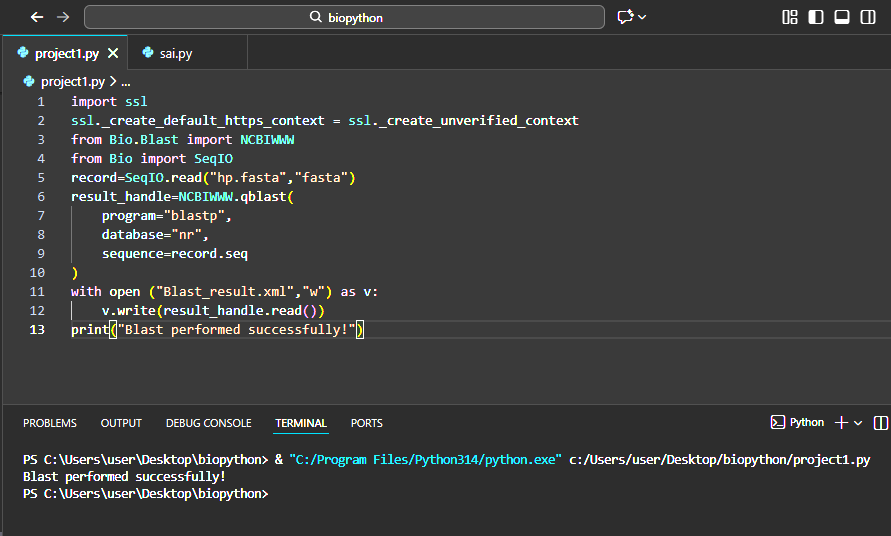 biopython
project1.py
sai.py
project1.py > ...
1 import ssl
2 ssl._create_default_https_context = ssl._create_unverified_context
3 from Bio.Blast import NCBIWWW
4 from Bio import SeqIO
5 record=SeqIO.read("hp.fasta","fasta")
6 result_handle=NCBIWWW.qblast(
7     program="blastp",
8     database="nr",
9     sequence=record.seq
10 )
11 with open ("Blast_result.xml","w") as v:
12     v.write(result_handle.read())
13 print("Blast performed successfully!")
PROBLEMS OUTPUT DEBUG CONSOLE TERMINAL PORTS
Python
PS C:\Users\user\Desktop\biopython> & "C:/Program Files/Python314/python.exe" c:/Users/user/Desktop/biopython/project1.py
Blast performed successfully!
PS C:\Users\user\Desktop\biopython>